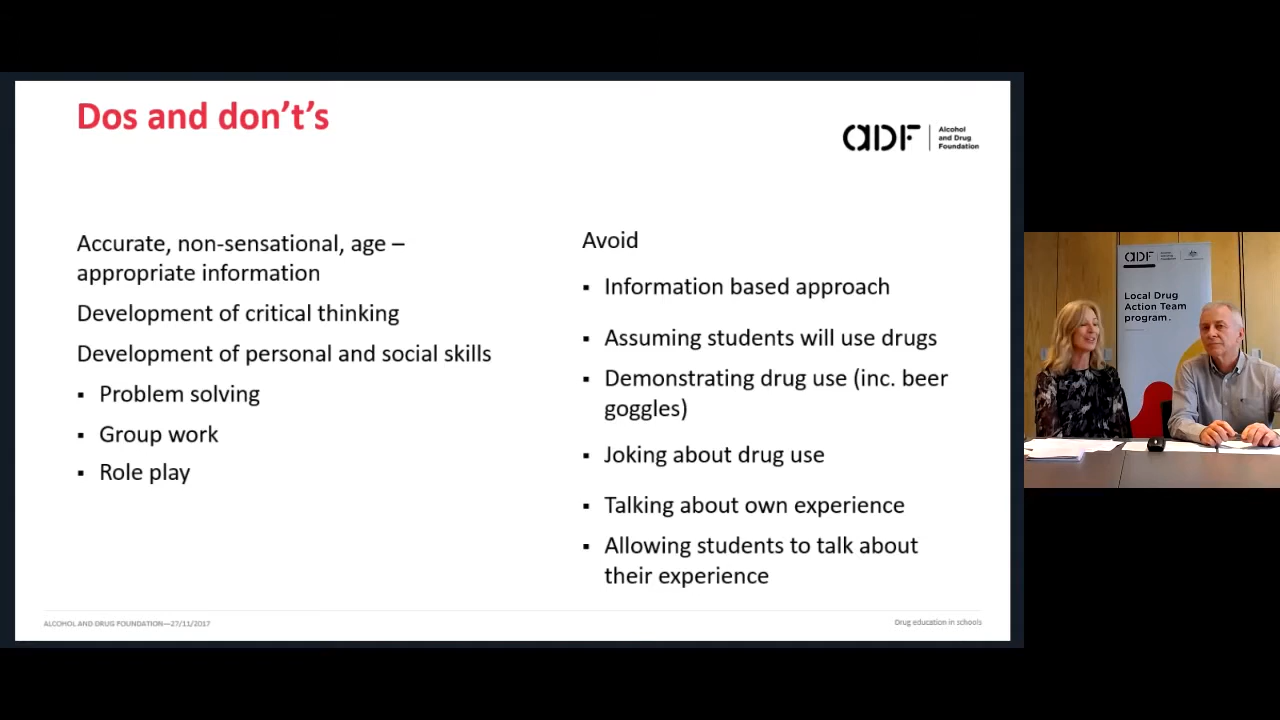 Dos and don't's
aDF
Alcohol
and Drug
Foundation
Accurate, non-sensational, age –
appropriate information
Development of critical thinking
Development of personal and social skills
▪ Problem solving
▪ Group work
▪ Role play
Avoid
▪ Information based approach
▪ Assuming students will use drugs
▪ Demonstrating drug use (inc. beer
goggles)
▪ Joking about drug use
▪ Talking about own experience
▪ Allowing students to talk about
their experience
ALCOHOL AND DRUG FOUNDATION—27/11/2017
Drug education in schools
aDF
Local Drug
Action Team
program.